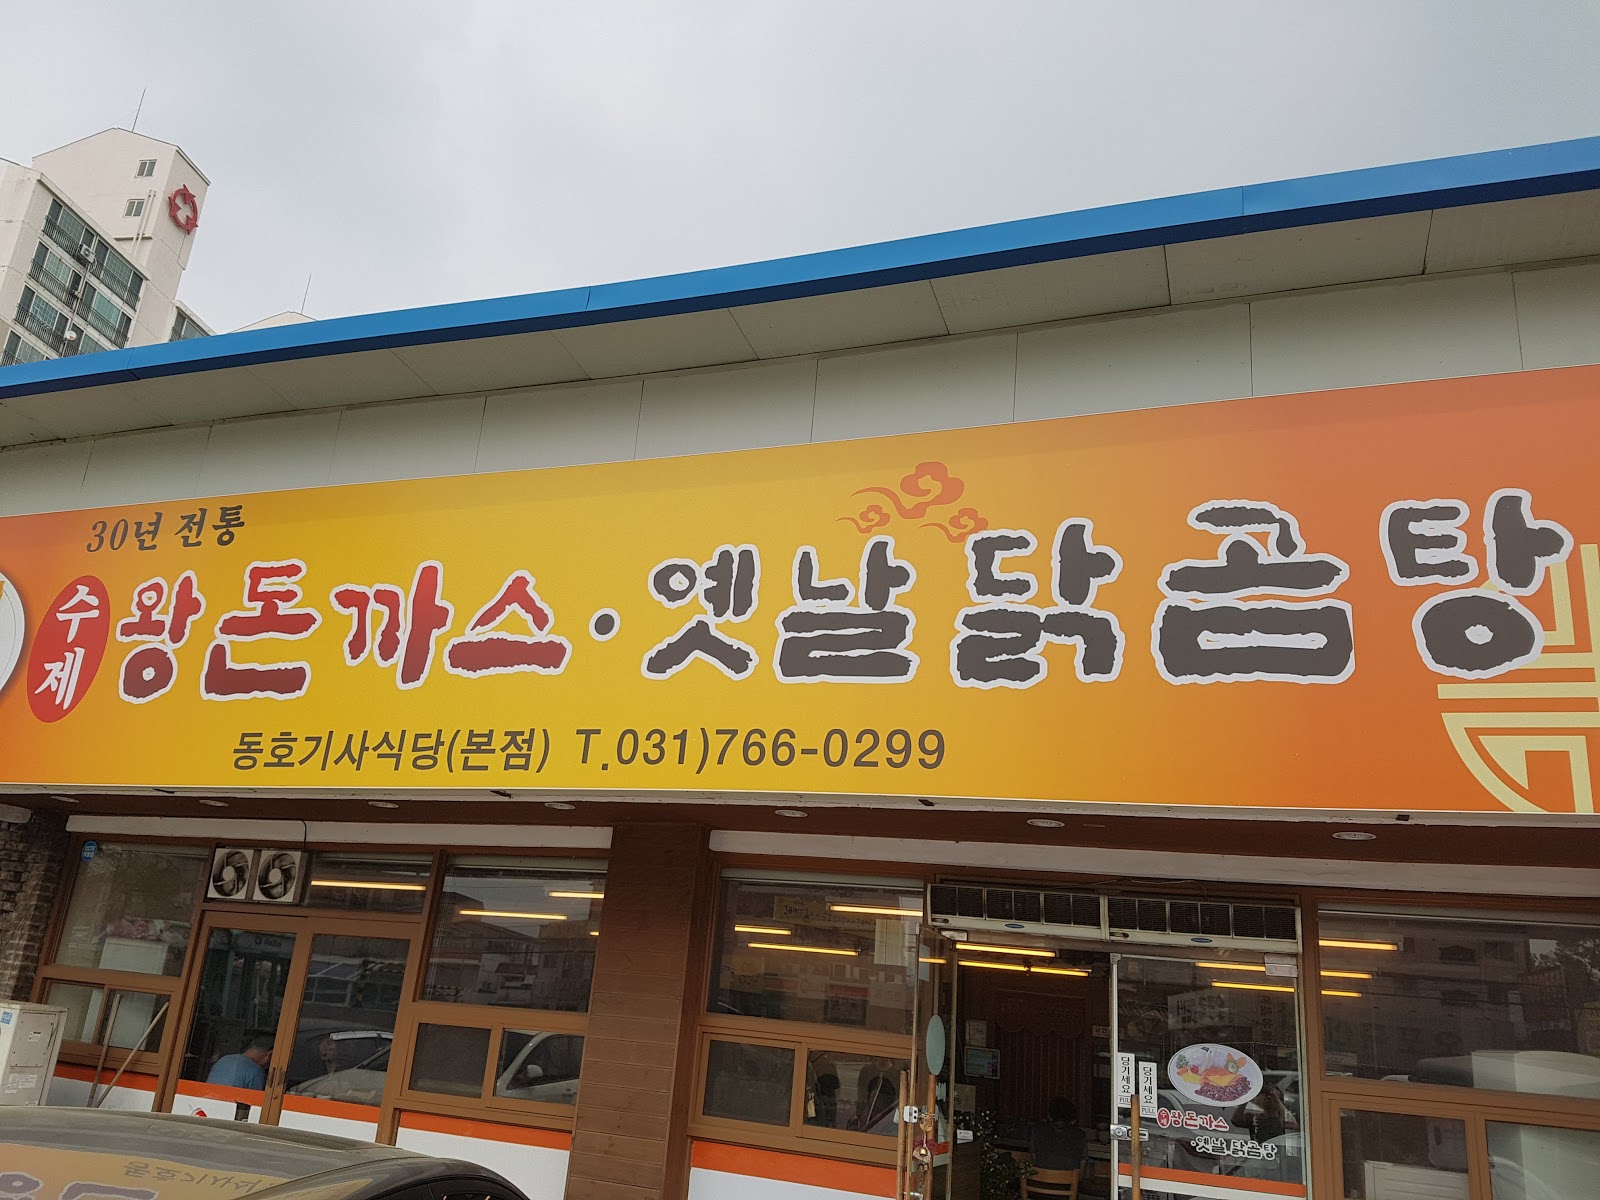 30년 전통
수제 왕돈까스·옛날닭곰탕
동호기사식당(본점) T.031)766-0299
당기세요 PULL
당기세요 PULL
왕돈까스
·옛날닭곰탕